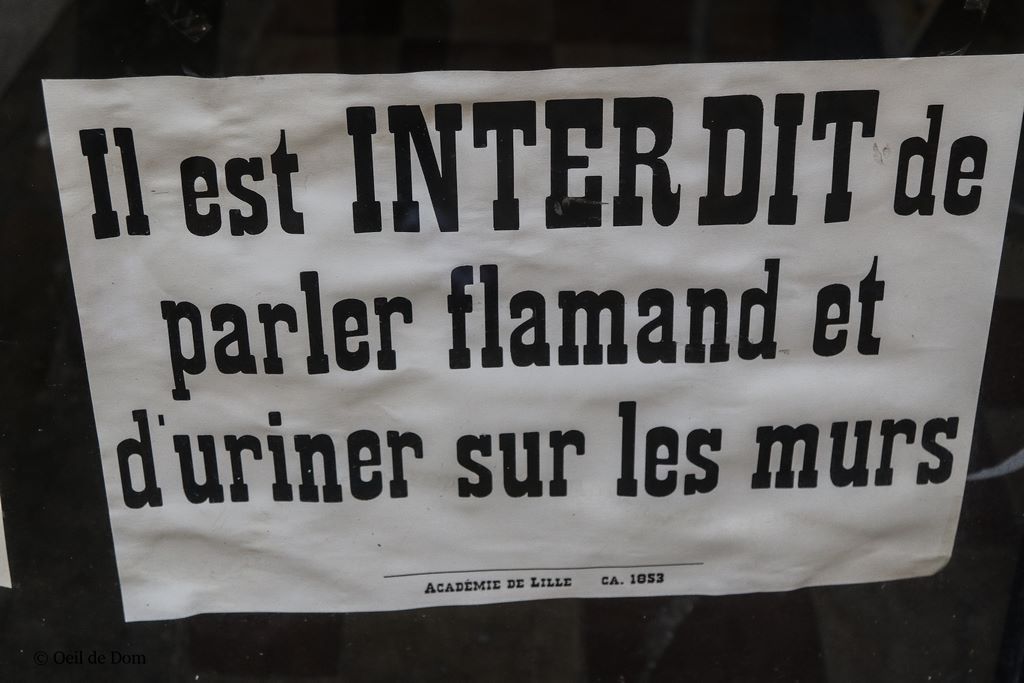 Il est INTERDIT de
parler flamand et
d'uriner sur les murs
ACADÉMIE DE LILLE CA. 1853
© Oeil de Dom